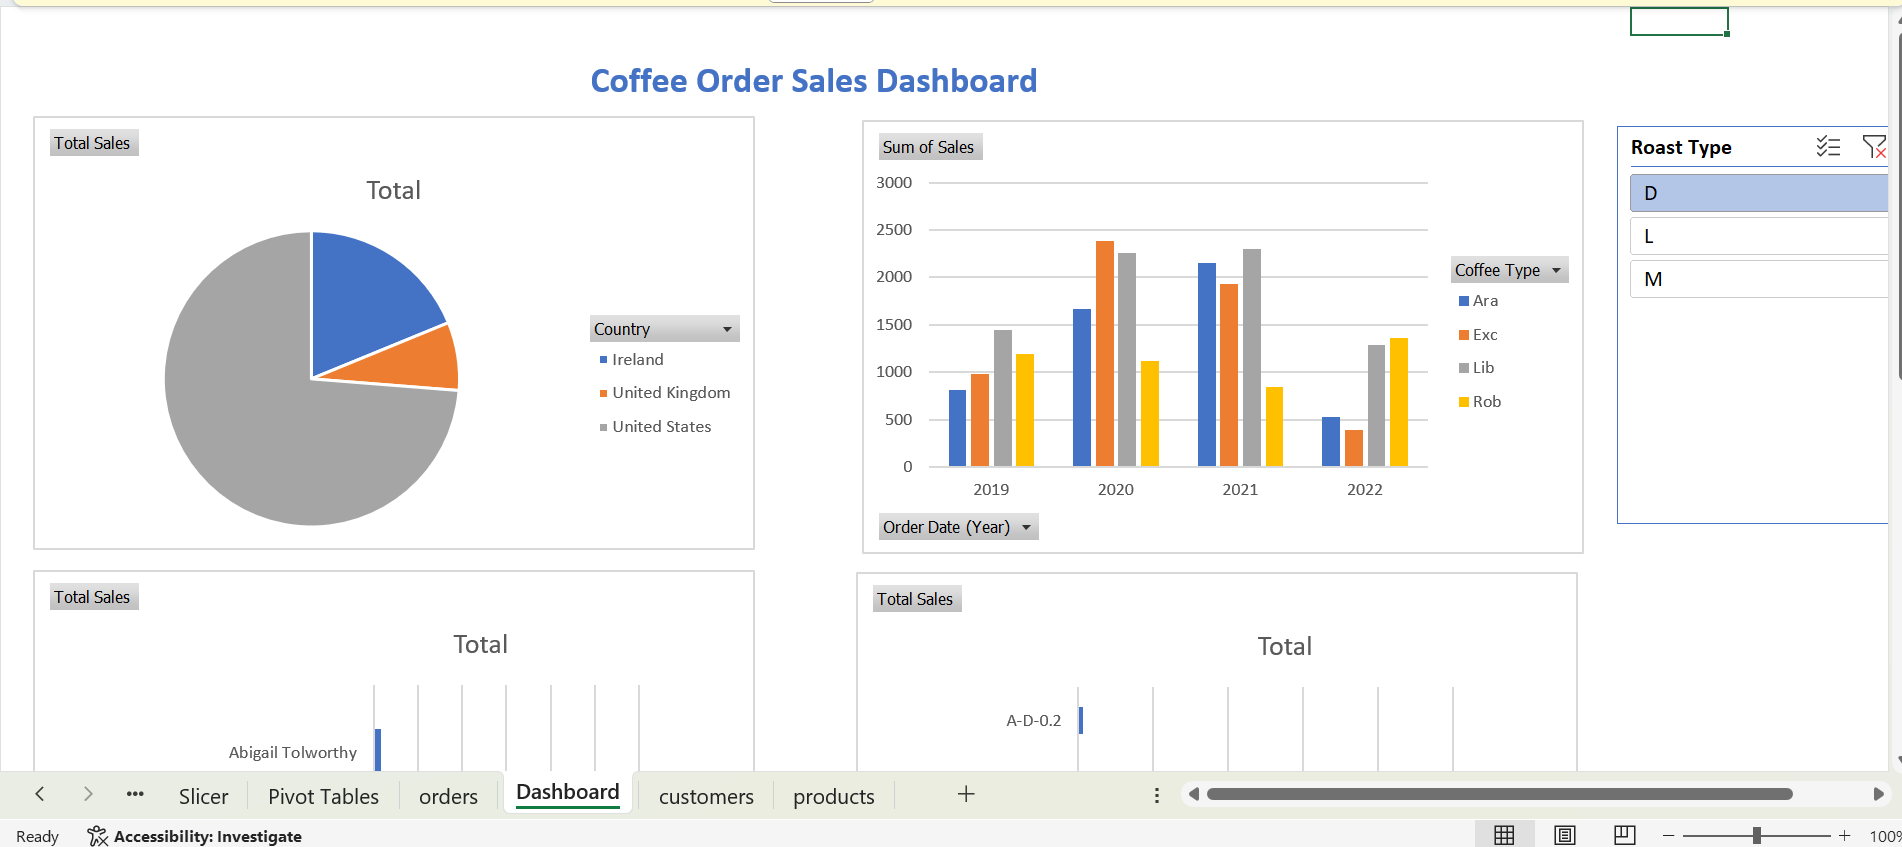 Coffee Order Sales Dashboard
Total Sales
Total
Country
Ireland
United Kingdom
United States
Sum of Sales
3000
2500
2000
1500
1000
500
0
2019 2020 2021 2022
Coffee Type
Ara
Exc
Lib
Rob
Order Date (Year)
Roast Type
D
L
M
Total Sales
Total
Abigail Tolworthy
Total Sales
Total
A-D-0.2
Slicer Pivot Tables orders Dashboard customers products
Ready Accessibility: Investigate